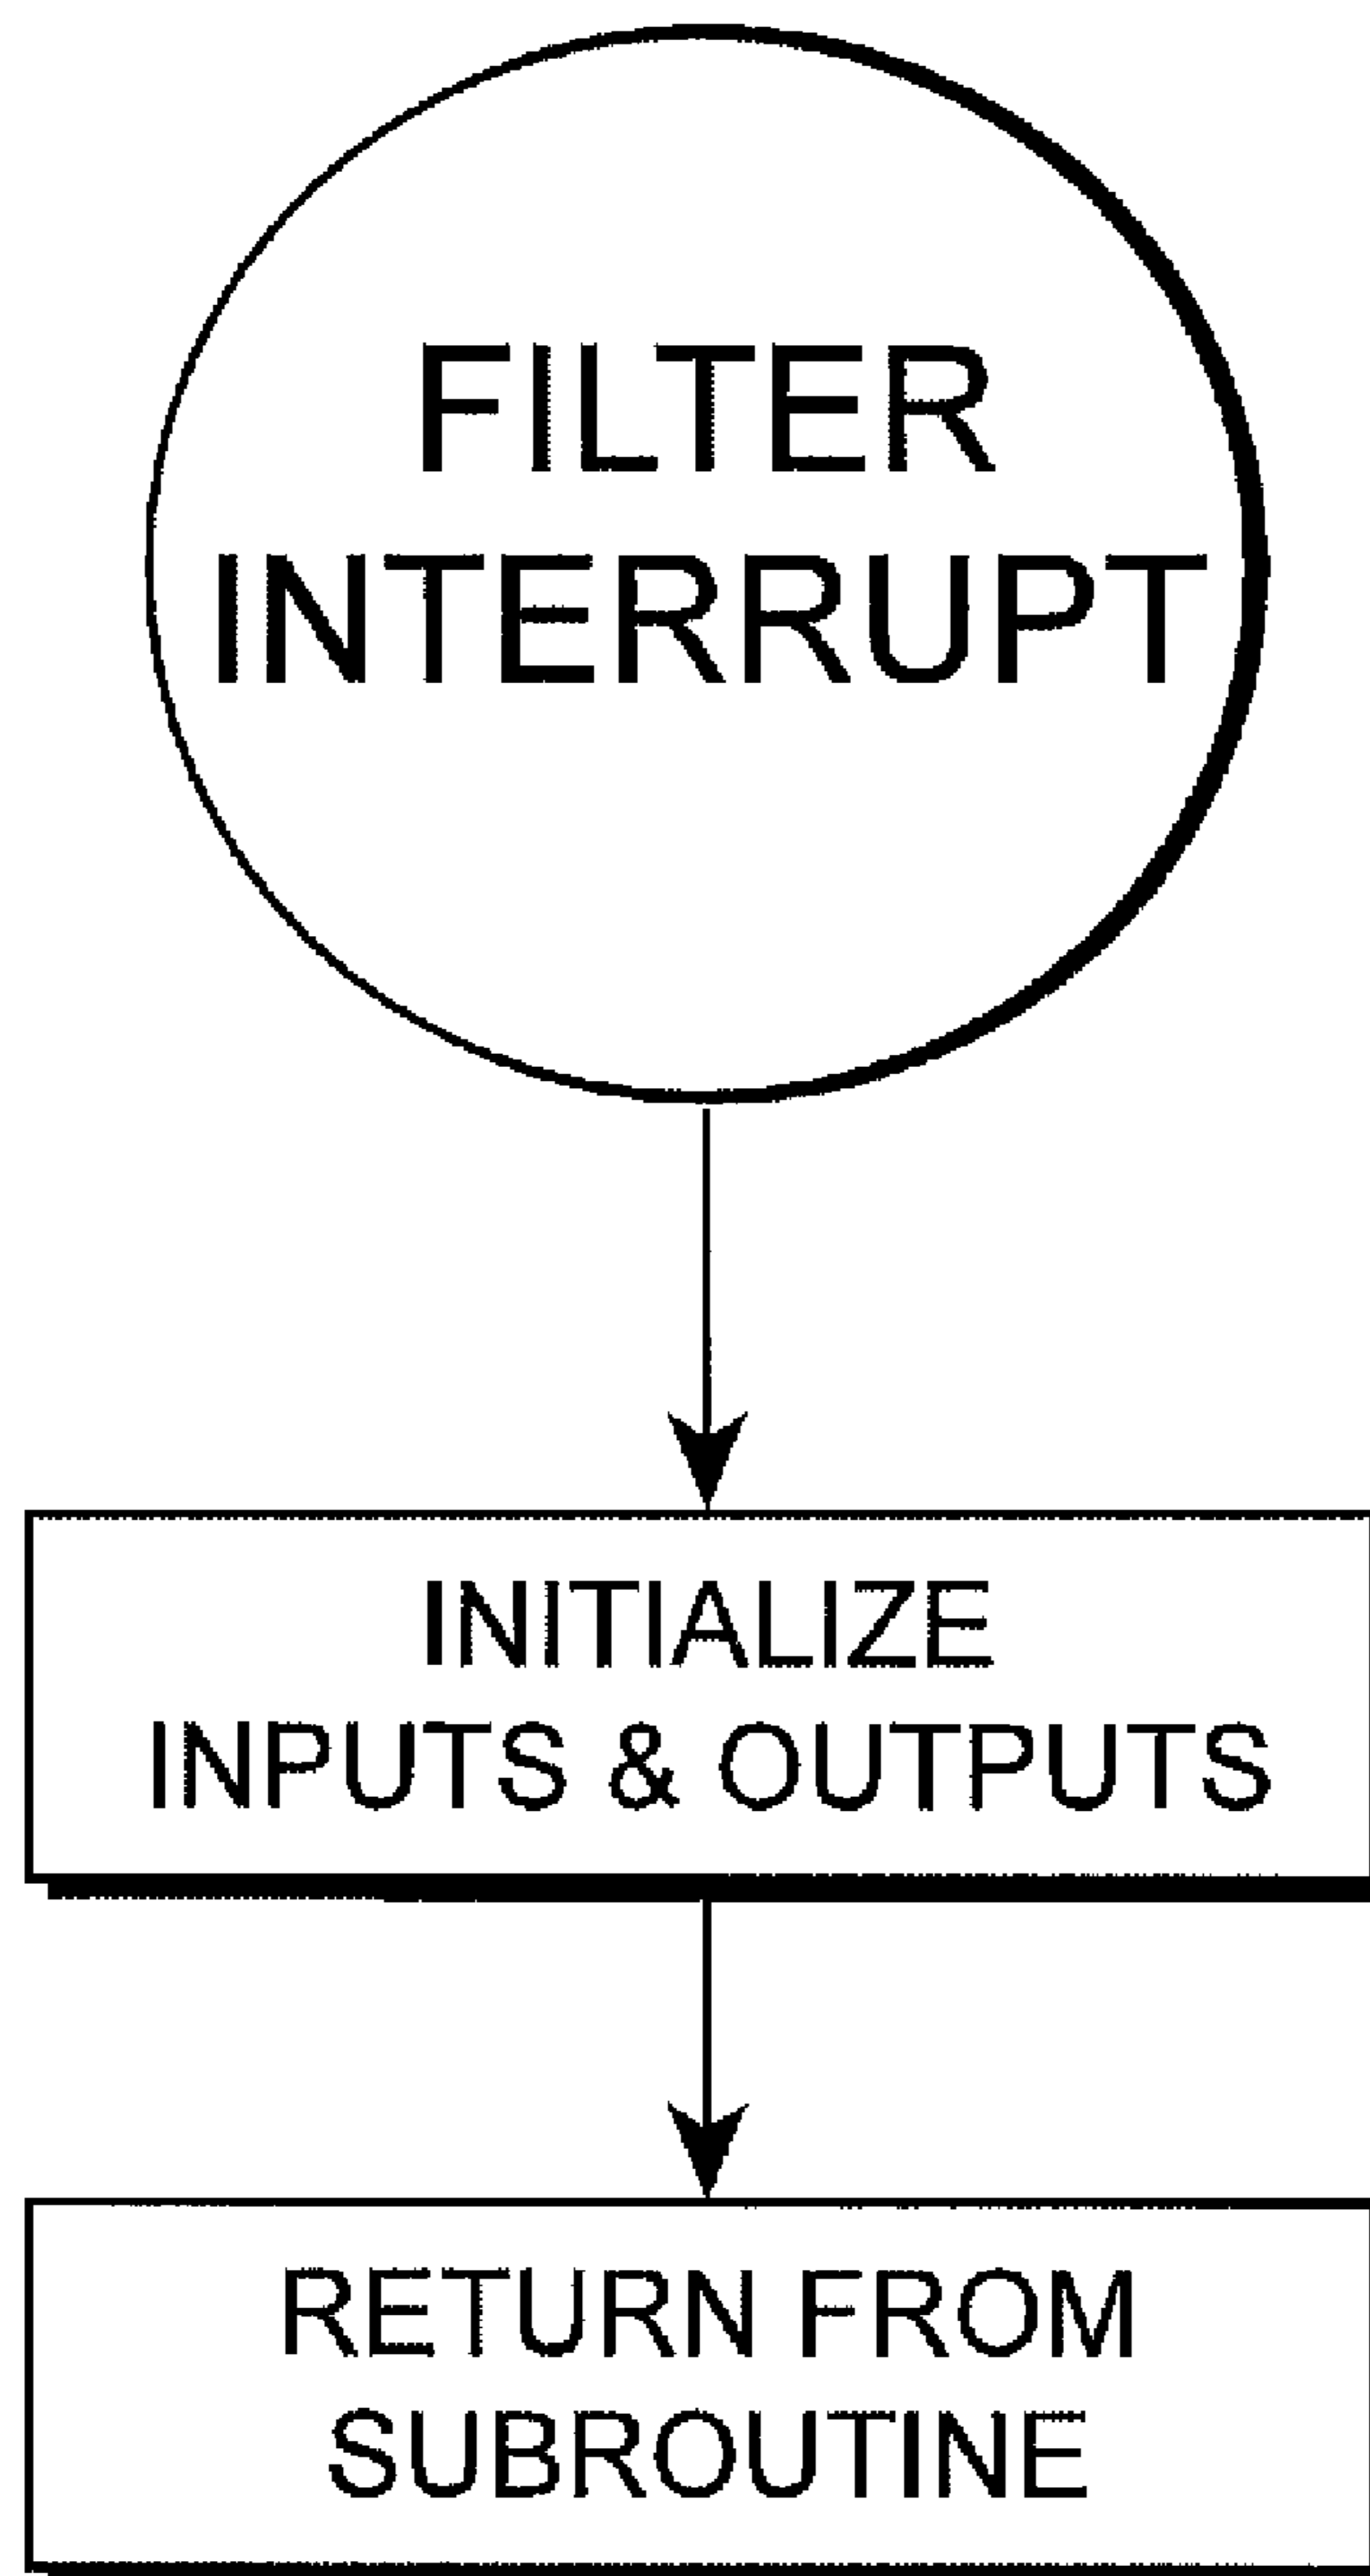 FILTER
INTERRUPT
INITIALIZE
INPUTS & OUTPUTS
RETURN FROM
SUBROUTINE